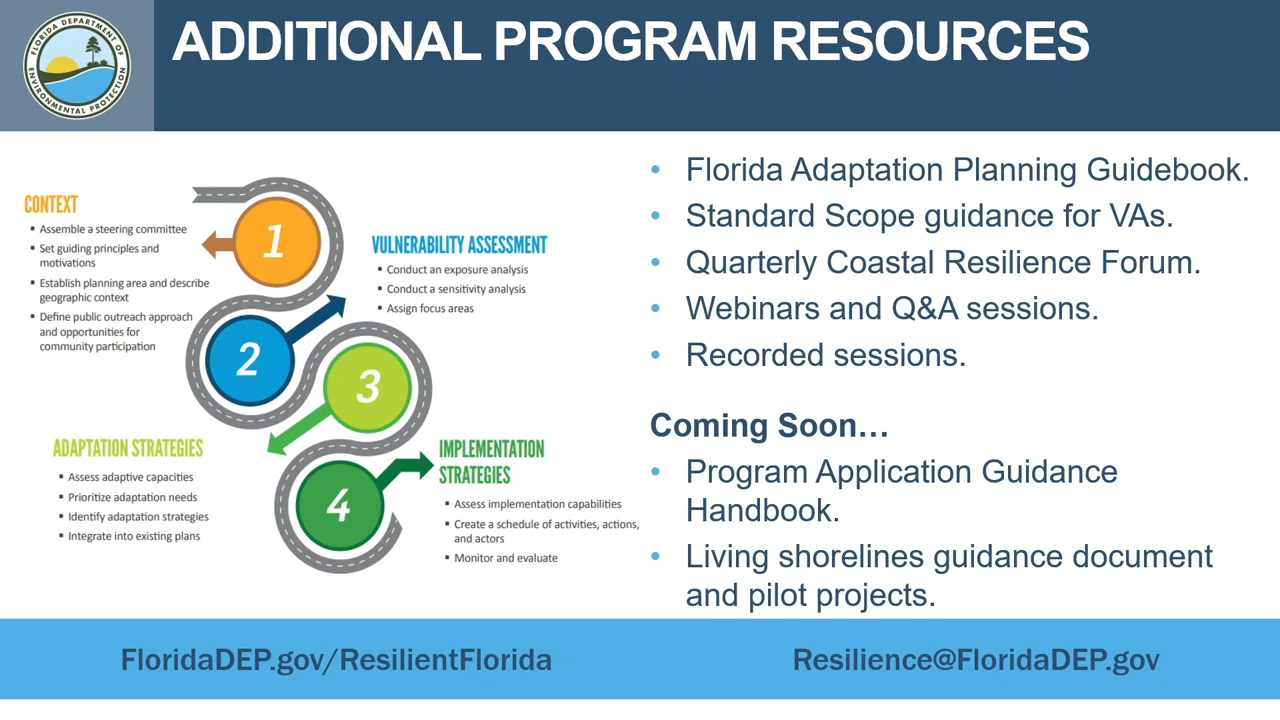 FLORIDA DEPARTMENT OF
ENVIRONMENTAL PROTECTION
ADDITIONAL PROGRAM RESOURCES
CONTEXT
▪ Assemble a steering committee
▪ Set guiding principles and
motivations
▪ Establish planning area and describe
geographic context
▪ Define public outreach approach
and opportunities for
community participation
1
VULNERABILITY ASSESSMENT
▪ Conduct an exposure analysis
▪ Conduct a sensitivity analysis
▪ Assign focus areas
2
3
ADAPTATION STRATEGIES
▪ Assess adaptive capacities
▪ Prioritize adaptation needs
▪ Identify adaptation strategies
▪ Integrate into existing plans
4
IMPLEMENTATION
STRATEGIES
▪ Assess implementation capabilities
▪ Create a schedule of activities, actions,
and actors
▪ Monitor and evaluate
• Florida Adaptation Planning Guidebook.
• Standard Scope guidance for VAs.
• Quarterly Coastal Resilience Forum.
• Webinars and Q&A sessions.
• Recorded sessions.
Coming Soon…
• Program Application Guidance
Handbook.
• Living shorelines guidance document
and pilot projects.
FloridaDEP.gov/ResilientFlorida
Resilience@FloridaDEP.gov